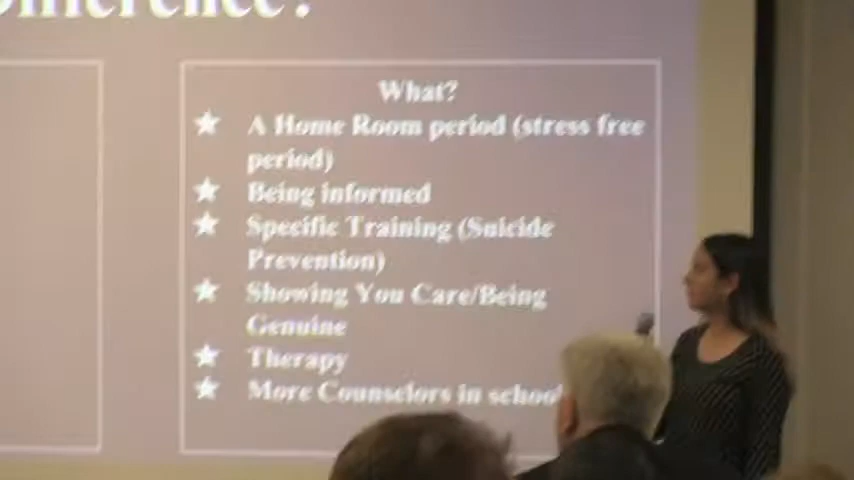 What?
★ A Home Room period (stress free
period)
★ Being informed
★ Specific Training (Suicide
Prevention)
★ Showing You Care/Being
Genuine
★ Therapy
★ More Counselors in school